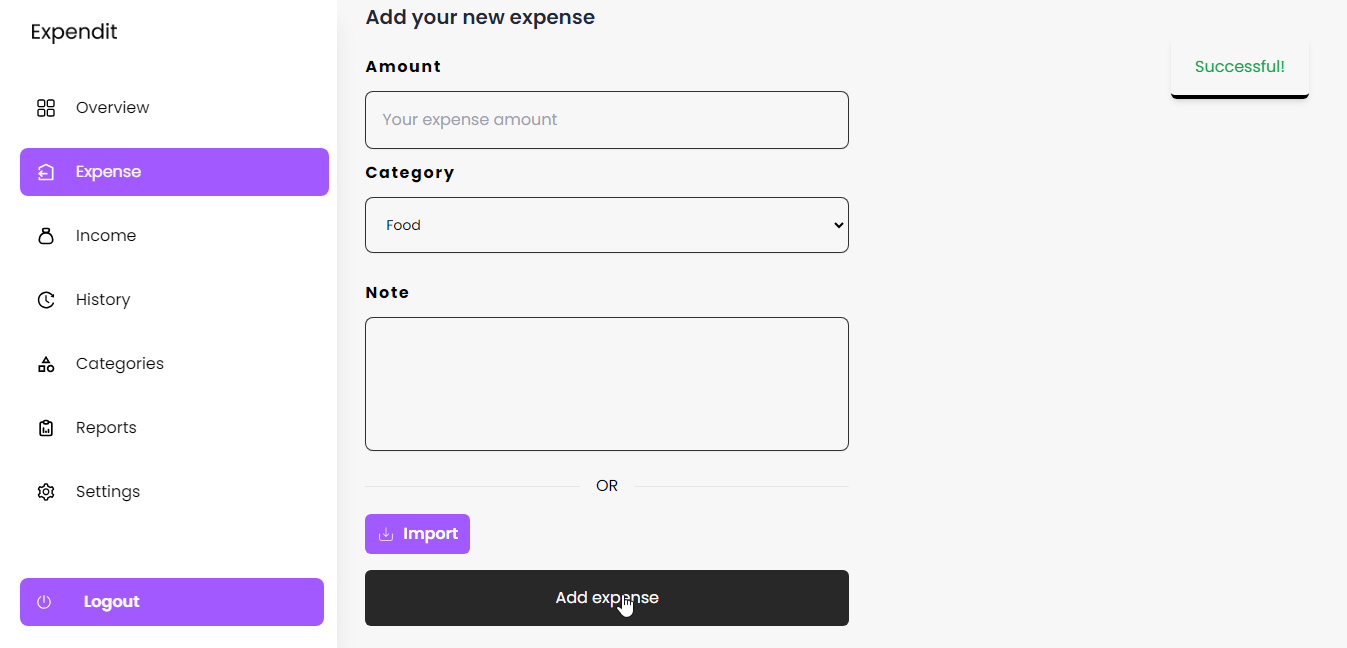 Expendit
Overview
Expense
Income
History
Categories
Reports
Settings
Logout
Add your new expense
Amount
Your expense amount
Category
Food
Note
OR
Import
Add expense
Successful!